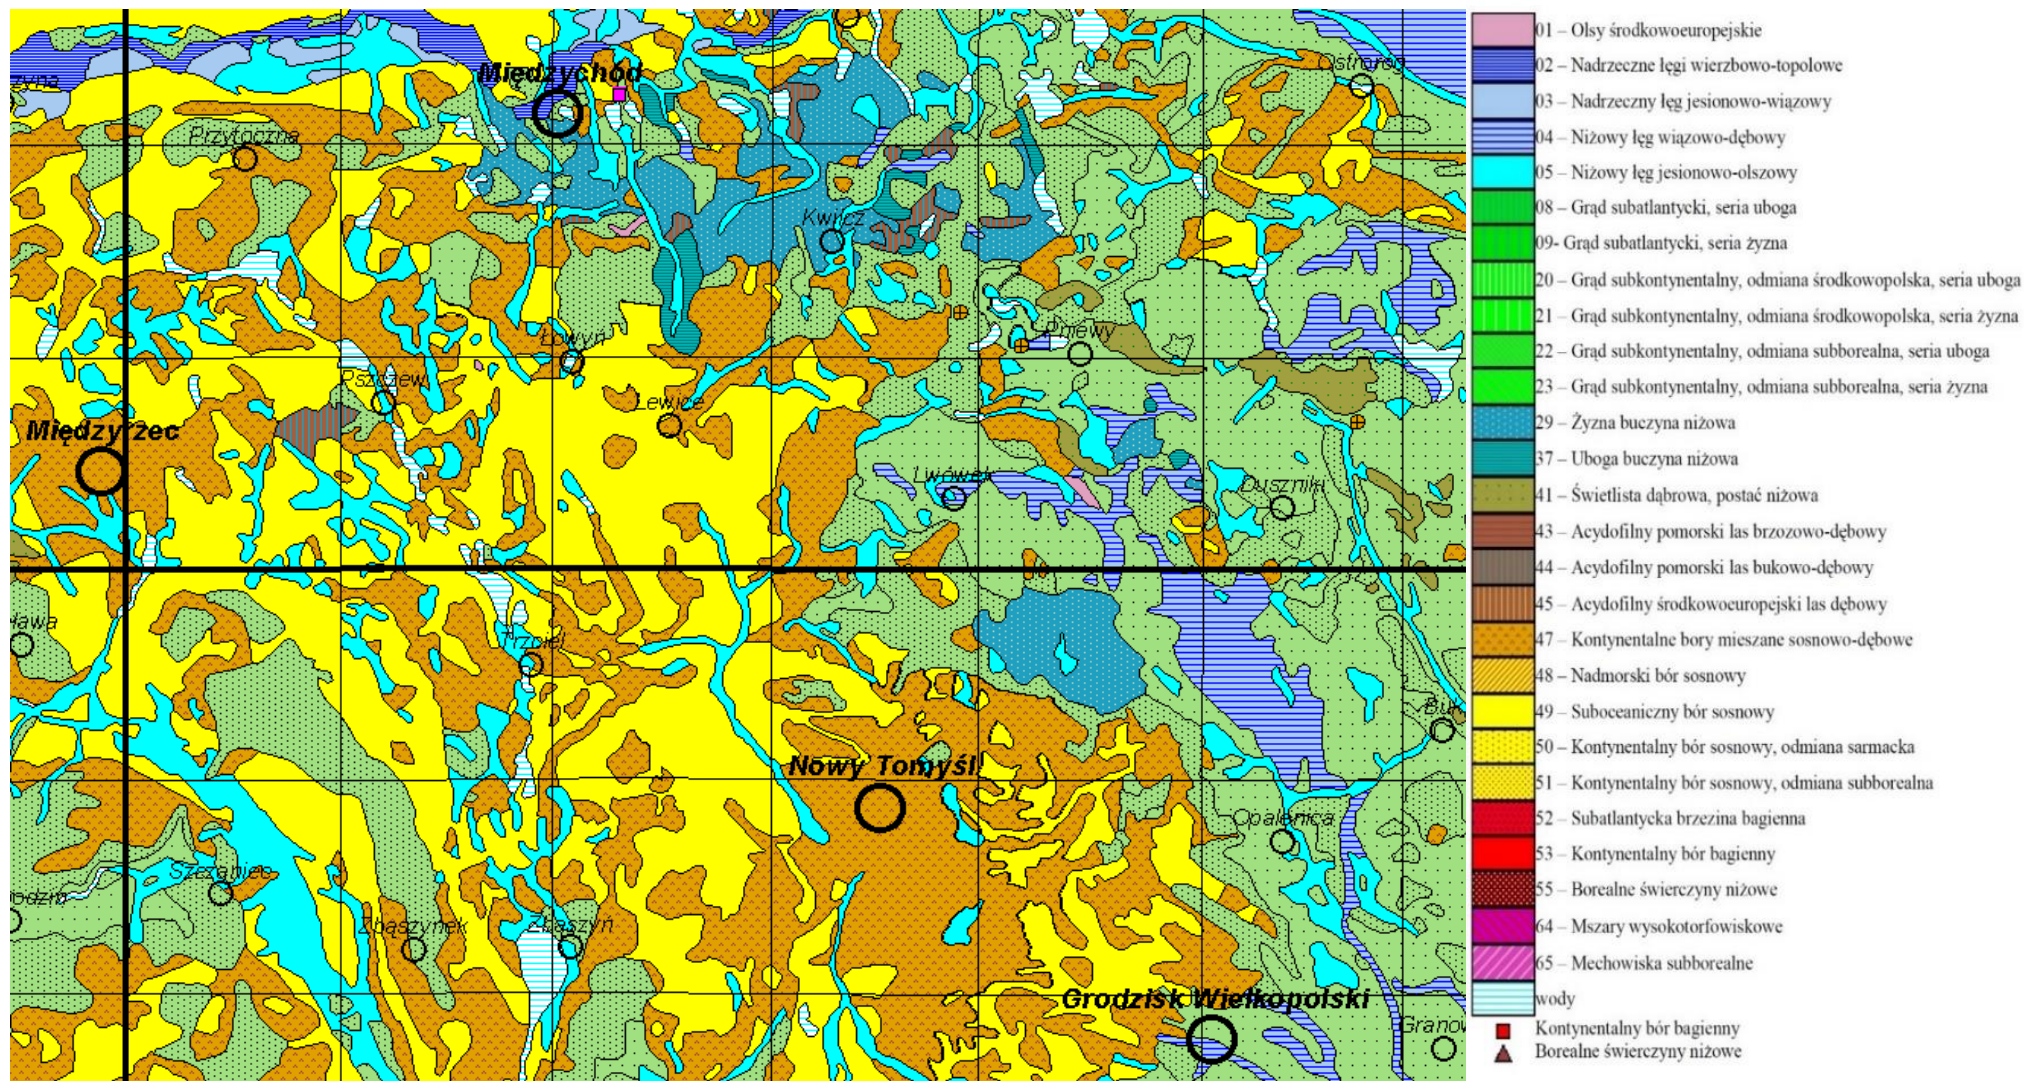 Międzychód
Ostroróg
Przytoczna
Kwilcz
Pniewy
Łowyń
Pszczew
Lewice
Międzyrzec
Lwówek
Duszniki
Trzciel
Nowy Tomyśl
Opalenica
Szczaniec
Zbąszynek
Zbąszyń
Grodzisk Wielkopolski
01 – Olsy środkowoeuropejskie
02 – Nadrzeczne łęgi wierzbowo-topolowe
03 – Nadrzeczny łęg jesionowo-wiązowy
04 – Niżowy łęg wiązowo-dębowy
05 – Niżowy łęg jesionowo-olszowy
08 – Grąd subatlantycki, seria uboga
09- Grąd subatlantycki, seria żyzna
20 – Grąd subkontynentalny, odmiana środkowopolska, seria uboga
21 – Grąd subkontynentalny, odmiana środkowopolska, seria żyzna
22 – Grąd subkontynentalny, odmiana subborealna, seria uboga
23 – Grąd subkontynentalny, odmiana subborealna, seria żyzna
29 – Żyzna buczyna niżowa
37 – Uboga buczyna niżowa
41 – Świetlista dąbrowa, postać niżowa
43 – Acydofilny pomorski las brzozowo-dębowy
44 – Acydofilny pomorski las bukowo-dębowy
45 – Acydofilny środkowoeuropejski las dębowy
47 – Kontynentalne bory mieszane sosnowo-dębowe
48 – Nadmorski bór sosnowy
49 – Suboceaniczny bór sosnowy
50 – Kontynentalny bór sosnowy, odmiana sarmacka
51 – Kontynentalny bór sosnowy, odmiana subborealna
52 – Subatlantycka brzezina bagienna
53 – Kontynentalny bór bagienny
55 – Borealne świerczyny niżowe
64 – Mszary wysokotorfowiskowe
65 – Mechowiska subborealne
wody
Kontynentalny bór bagienny
Borealne świerczyny niżowe